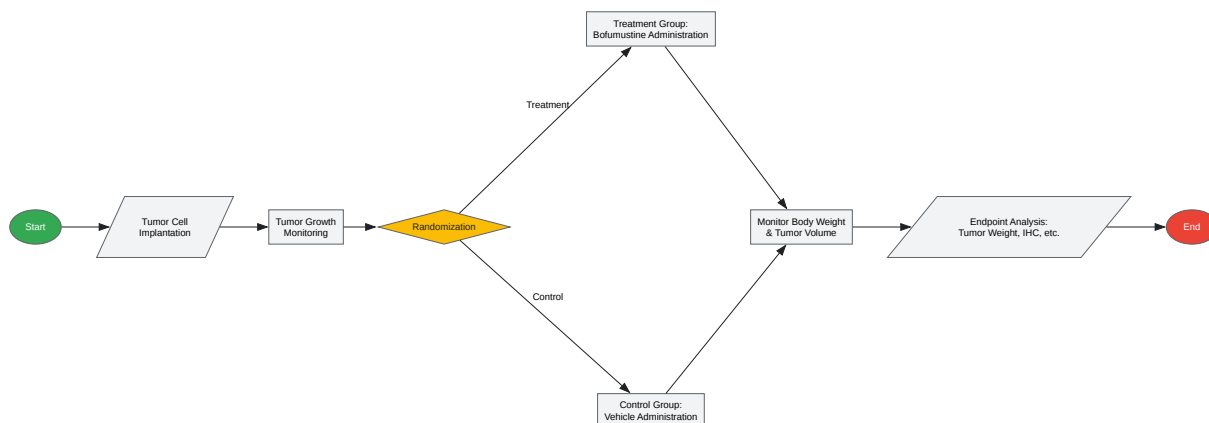 Start
Tumor Cell
Implantation
Tumor Growth
Monitoring
Randomization
Treatment
Treatment Group:
Bofumustine Administration
Control
Control Group:
Vehicle Administration
Monitor Body Weight
& Tumor Volume
Endpoint Analysis:
Tumor Weight, IHC, etc.
End